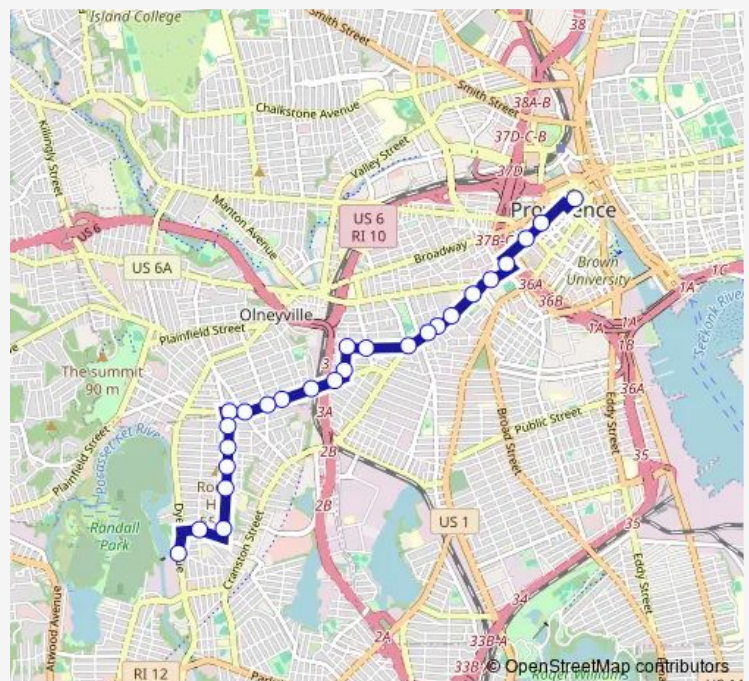 Island College
Smith Street
38
Smith Street
38A-B
Chalkstone Avenue
37D-C-B
Killingly Street
Valley Street
37D
Manton Avenue
US 6
RI 10
US 6
Broadway
37B-C
US 6A
Brown
University
36A
36B
1C
1A
Olneyville
1A
1A
1B
Seekonk River
Plainfield Street
3
The summit
90 m
36A
3A
Eddy Street
Broad Street
Public Street
2B
35
Plainfield Street
Pocasset River
Randall
Park
Cranston Street
2B
US 1
35
Eddy Street
Atwood Avenue
34
2A
33B-A
33B
RI 12
© OpenStreetMap contributors